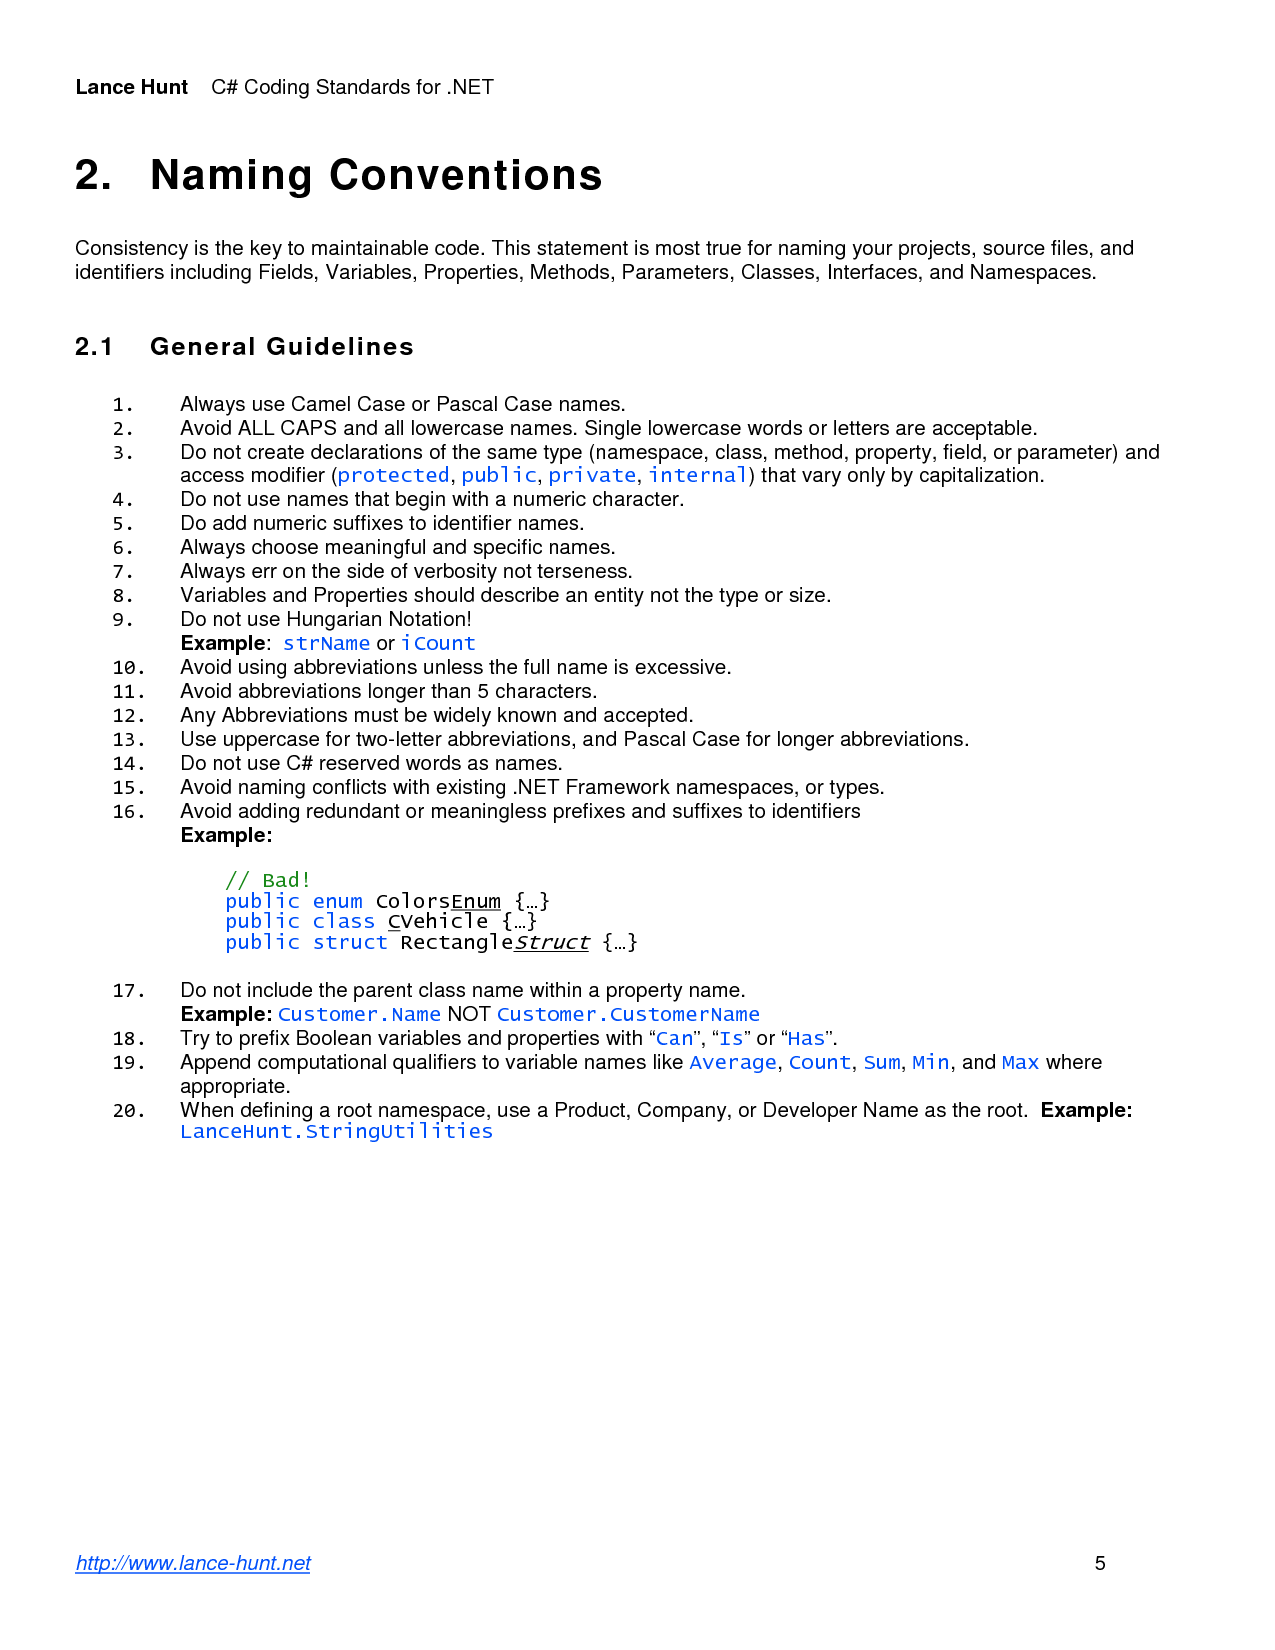 Lance Hunt C# Coding Standards for .NET
2. Naming Conventions
Consistency is the key to maintainable code. This statement is most true for naming your projects, source files, and
identifiers including Fields, Variables, Properties, Methods, Parameters, Classes, Interfaces, and Namespaces.
2.1 General Guidelines
1. Always use Camel Case or Pascal Case names.
2. Avoid ALL CAPS and all lowercase names. Single lowercase words or letters are acceptable.
3. Do not create declarations of the same type (namespace, class, method, property, field, or parameter) and
access modifier (protected, public, private, internal) that vary only by capitalization.
4. Do not use names that begin with a numeric character.
5. Do add numeric suffixes to identifier names.
6. Always choose meaningful and specific names.
7. Always err on the side of verbosity not terseness.
8. Variables and Properties should describe an entity not the type or size.
9. Do not use Hungarian Notation!
Example: strName or iCount
10. Avoid using abbreviations unless the full name is excessive.
11. Avoid abbreviations longer than 5 characters.
12. Any Abbreviations must be widely known and accepted.
13. Use uppercase for two-letter abbreviations, and Pascal Case for longer abbreviations.
14. Do not use C# reserved words as names.
15. Avoid naming conflicts with existing .NET Framework namespaces, or types.
16. Avoid adding redundant or meaningless prefixes and suffixes to identifiers
Example:
// Bad!
public enum ColorsEnum {…}
public class CVehicle {…}
public struct RectangleStruct {…}
17. Do not include the parent class name within a property name.
Example: Customer.Name NOT Customer.CustomerName
18. Try to prefix Boolean variables and properties with “Can”, “Is” or “Has”.
19. Append computational qualifiers to variable names like Average, Count, Sum, Min, and Max where
appropriate.
20. When defining a root namespace, use a Product, Company, or Developer Name as the root. Example:
LanceHunt.StringUtilities
http://www.lance-hunt.net 5